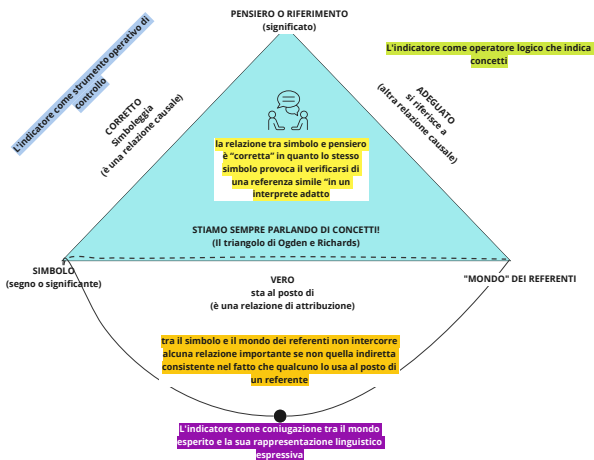 PENSIERO O RIFERIMENTO
(significato)
L'indicatore come strumento operativo di
controllo
L'indicatore come operatore logico che indica
concetti
CORRETTO
Simboleggia
(è una relazione causale)
ADEGUATO
si riferisce a
(altra relazione causale)
la relazione tra simbolo e pensiero
è “corretta” in quanto lo stesso
simbolo provoca il verificarsi di
una referenza simile “in un
interprete adatto
STIAMO SEMPRE PARLANDO DI CONCETTI!
(Il triangolo di Ogden e Richards)
SIMBOLO
(segno o significante)
VERO
sta al posto di
(è una relazione di attribuzione)
"MONDO" DEI REFERENTI
tra il simbolo e il mondo dei referenti non intercorre
alcuna relazione importante se non quella indiretta
consistente nel fatto che qualcuno lo usa al posto di
un referente
L'indicatore come coniugazione tra il mondo
esperito e la sua rappresentazione linguistico
espressiva